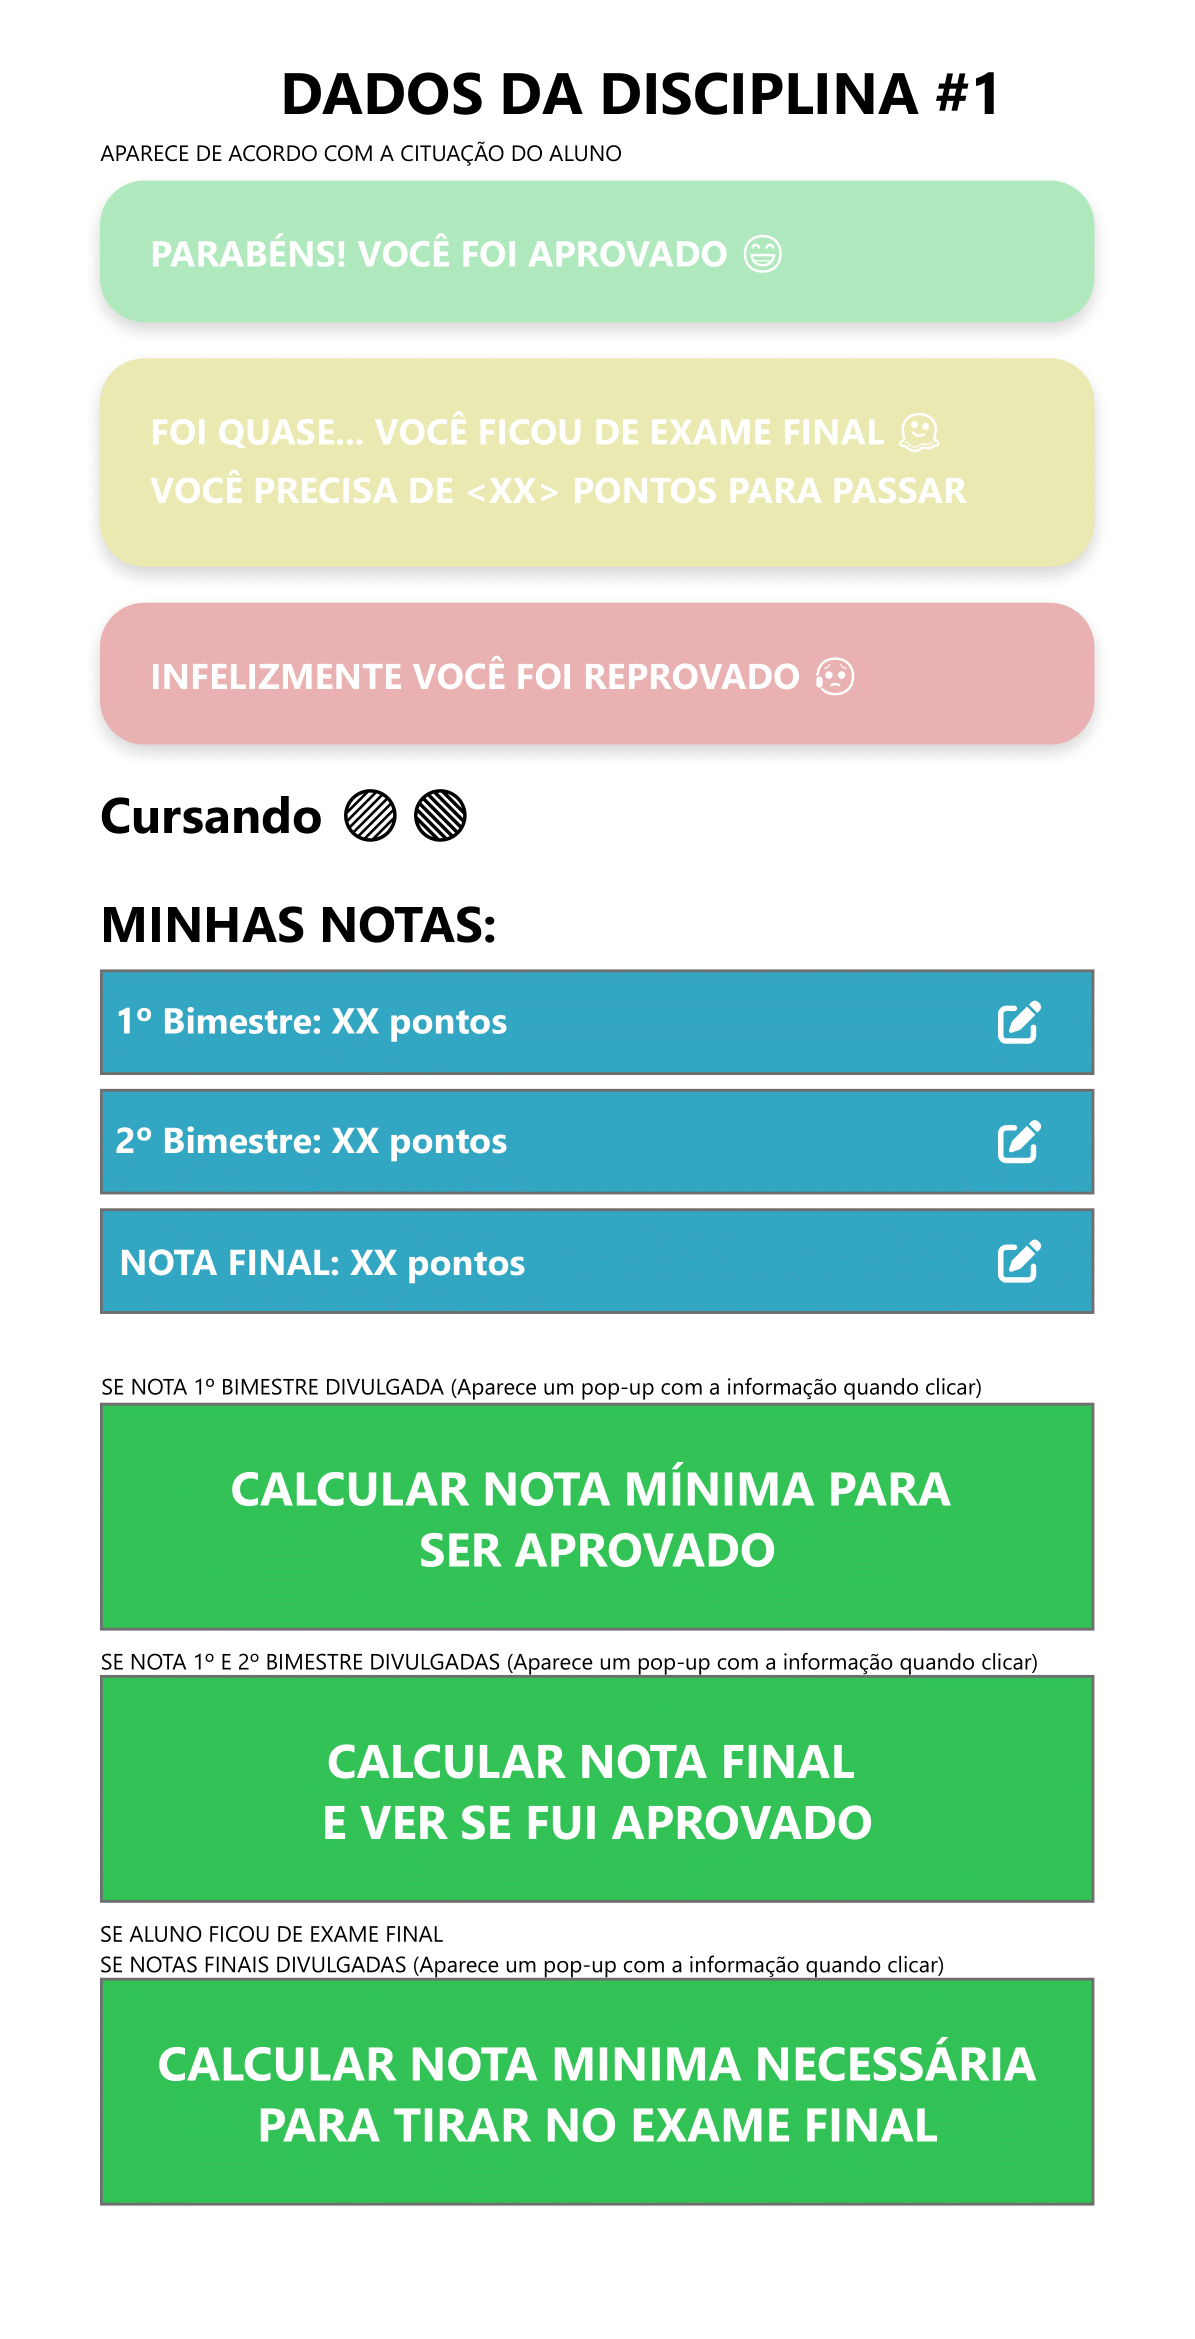 DADOS DA DISCIPLINA #1
APARECE DE ACORDO COM A CITUAÇÃO DO ALUNO
PARABÉNS! VOCÊ FOI APROVADO 😄
FOI QUASE... VOCÊ FICOU DE EXAME FINAL 🫠
VOCÊ PRECISA DE <XX> PONTOS PARA PASSAR
INFELIZMENTE VOCÊ FOI REPROVADO 😥
Cursando
MINHAS NOTAS:
1º Bimestre: XX pontos
2º Bimestre: XX pontos
NOTA FINAL: XX pontos
SE NOTA 1º BIMESTRE DIVULGADA (Aparece um pop-up com a informação quando clicar)
CALCULAR NOTA MÍNIMA PARA
SER APROVADO
SE NOTA 1º E 2º BIMESTRE DIVULGADAS (Aparece um pop-up com a informação quando clicar)
CALCULAR NOTA FINAL
E VER SE FUI APROVADO
SE ALUNO FICOU DE EXAME FINAL
SE NOTAS FINAIS DIVULGADAS (Aparece um pop-up com a informação quando clicar)
CALCULAR NOTA MINIMA NECESSÁRIA
PARA TIRAR NO EXAME FINAL